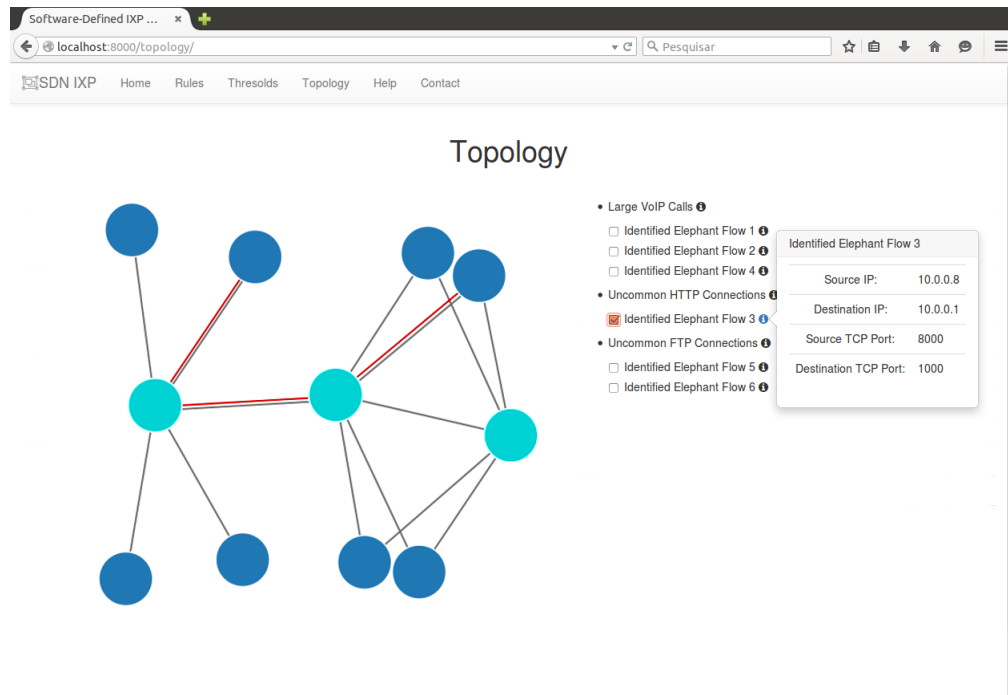 Software-Defined IXP ...
localhost:8000/topology/
Pesquisar
SDN IXP Home Rules Thresolds Topology Help Contact
Topology
Large VoIP Calls
Identified Elephant Flow 1
Identified Elephant Flow 2
Identified Elephant Flow 4
Uncommon HTTP Connections
Identified Elephant Flow 3
Uncommon FTP Connections
Identified Elephant Flow 5
Identified Elephant Flow 6
Identified Elephant Flow 3
Source IP: 10.0.0.8
Destination IP: 10.0.0.1
Source TCP Port: 8000
Destination TCP Port: 1000